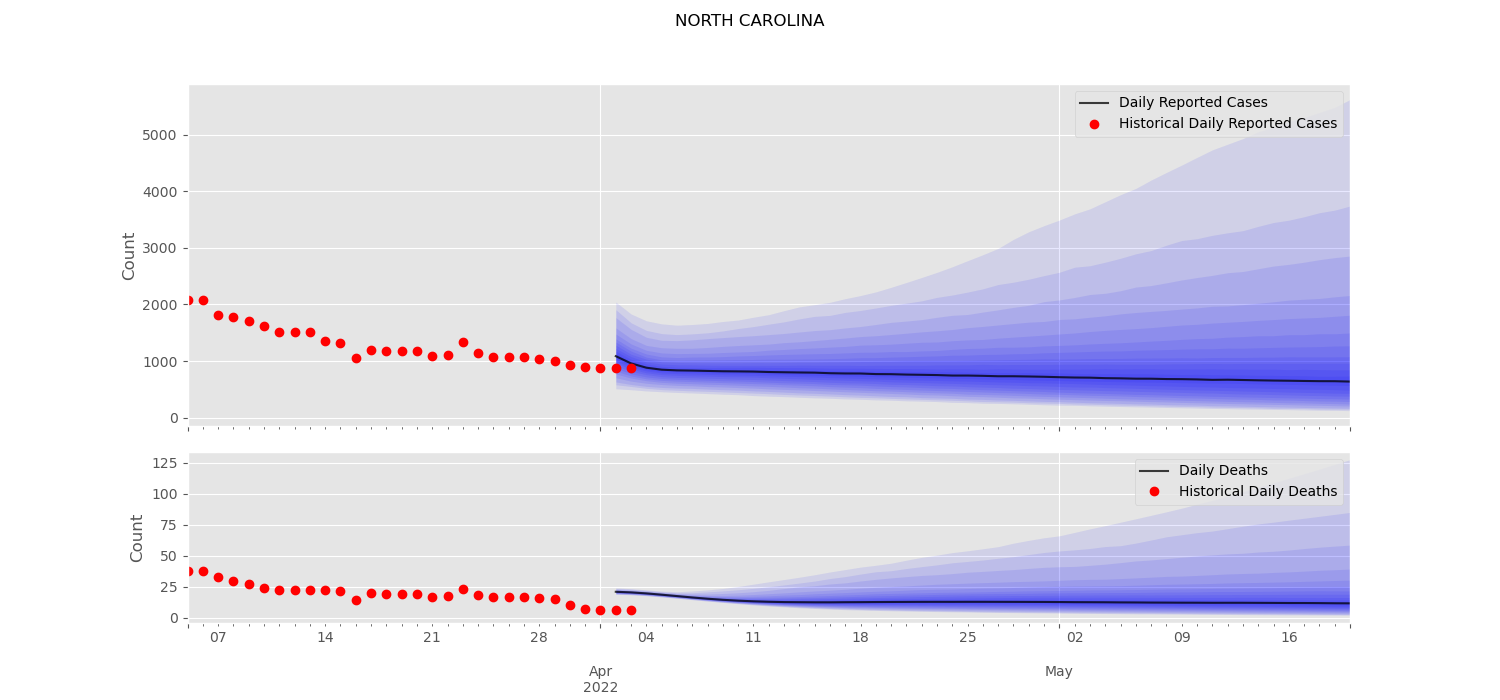 NORTH CAROLINA
Daily Reported Cases
Historical Daily Reported Cases
Count
5000
4000
3000
2000
1000
0
Daily Deaths
Historical Daily Deaths
Count
125
100
75
50
25
0
07 14 21 28 04 11 18 25 02 09 16
Apr May
2022